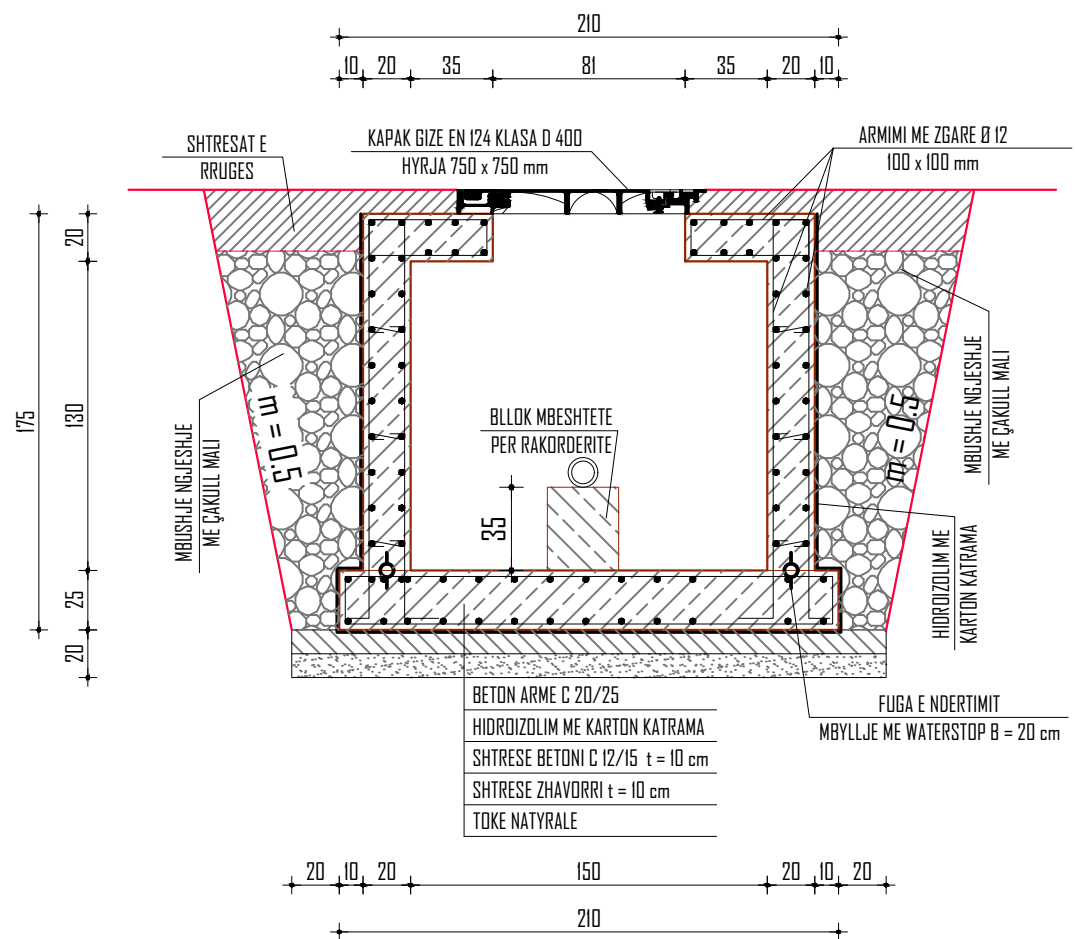 210
10 20 35 81 35 20 10
SHTRESAT E
RRUGES
KAPAK GIZE EN 124 KLASA D 400
HYRJA 750 x 750 mm
ARMIMI ME ZGARE Ø 12
100 x 100 mm
20
175
130
25
20
MBUSHJE NGJESHJE
ME ÇAKULL MALI
m = 0.5
BLLOK MBESHTETE
PER RAKORDERITE
35
m = 0.5
MBUSHJE NGJESHJE
ME ÇAKULL MALI
HIDROIZOLIM ME
KARTON KATRAMA
BETON ARME C 20/25
HIDROIZOLIM ME KARTON KATRAMA
SHTRESE BETONI C 12/15 t = 10 cm
SHTRESE ZHAVORRI t = 10 cm
TOKE NATYRALE
FUGA E NDERTIMIT
MBYLLJE ME WATERSTOP B = 20 cm
20 10 20 150 20 10 20
210